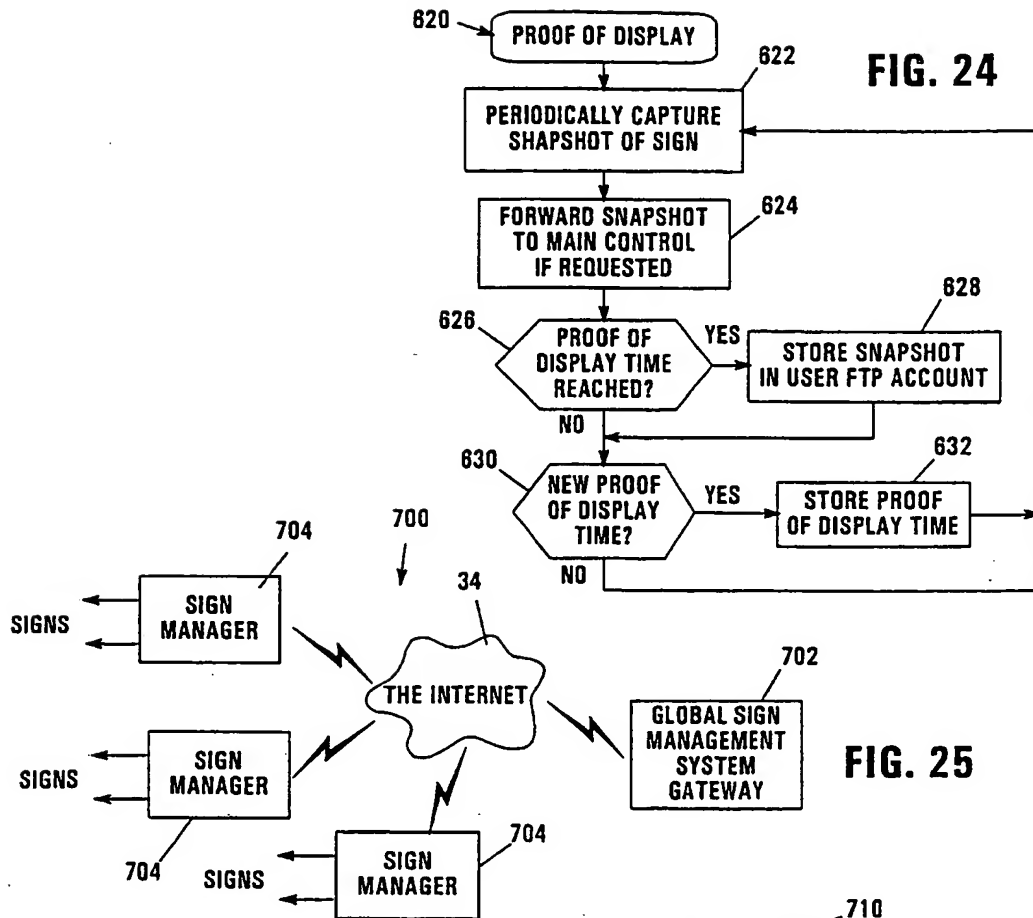 620
PROOF OF DISPLAY
622
FIG. 24
PERIODICALLY CAPTURE
SHAPSHOT OF SIGN
624
FORWARD SNAPSHOT
TO MAIN CONTROL
IF REQUESTED
626
PROOF OF
DISPLAY TIME
REACHED?
YES
628
STORE SNAPSHOT
IN USER FTP ACCOUNT
NO
630
NEW PROOF
OF DISPLAY
TIME?
YES
632
STORE PROOF
OF DISPLAY TIME
NO
700
704
SIGN
MANAGER
SIGNS
34
THE INTERNET
702
GLOBAL SIGN
MANAGEMENT
SYSTEM
GATEWAY
FIG. 25
SIGN
MANAGER
SIGNS
704
704
SIGN
MANAGER
SIGNS
710